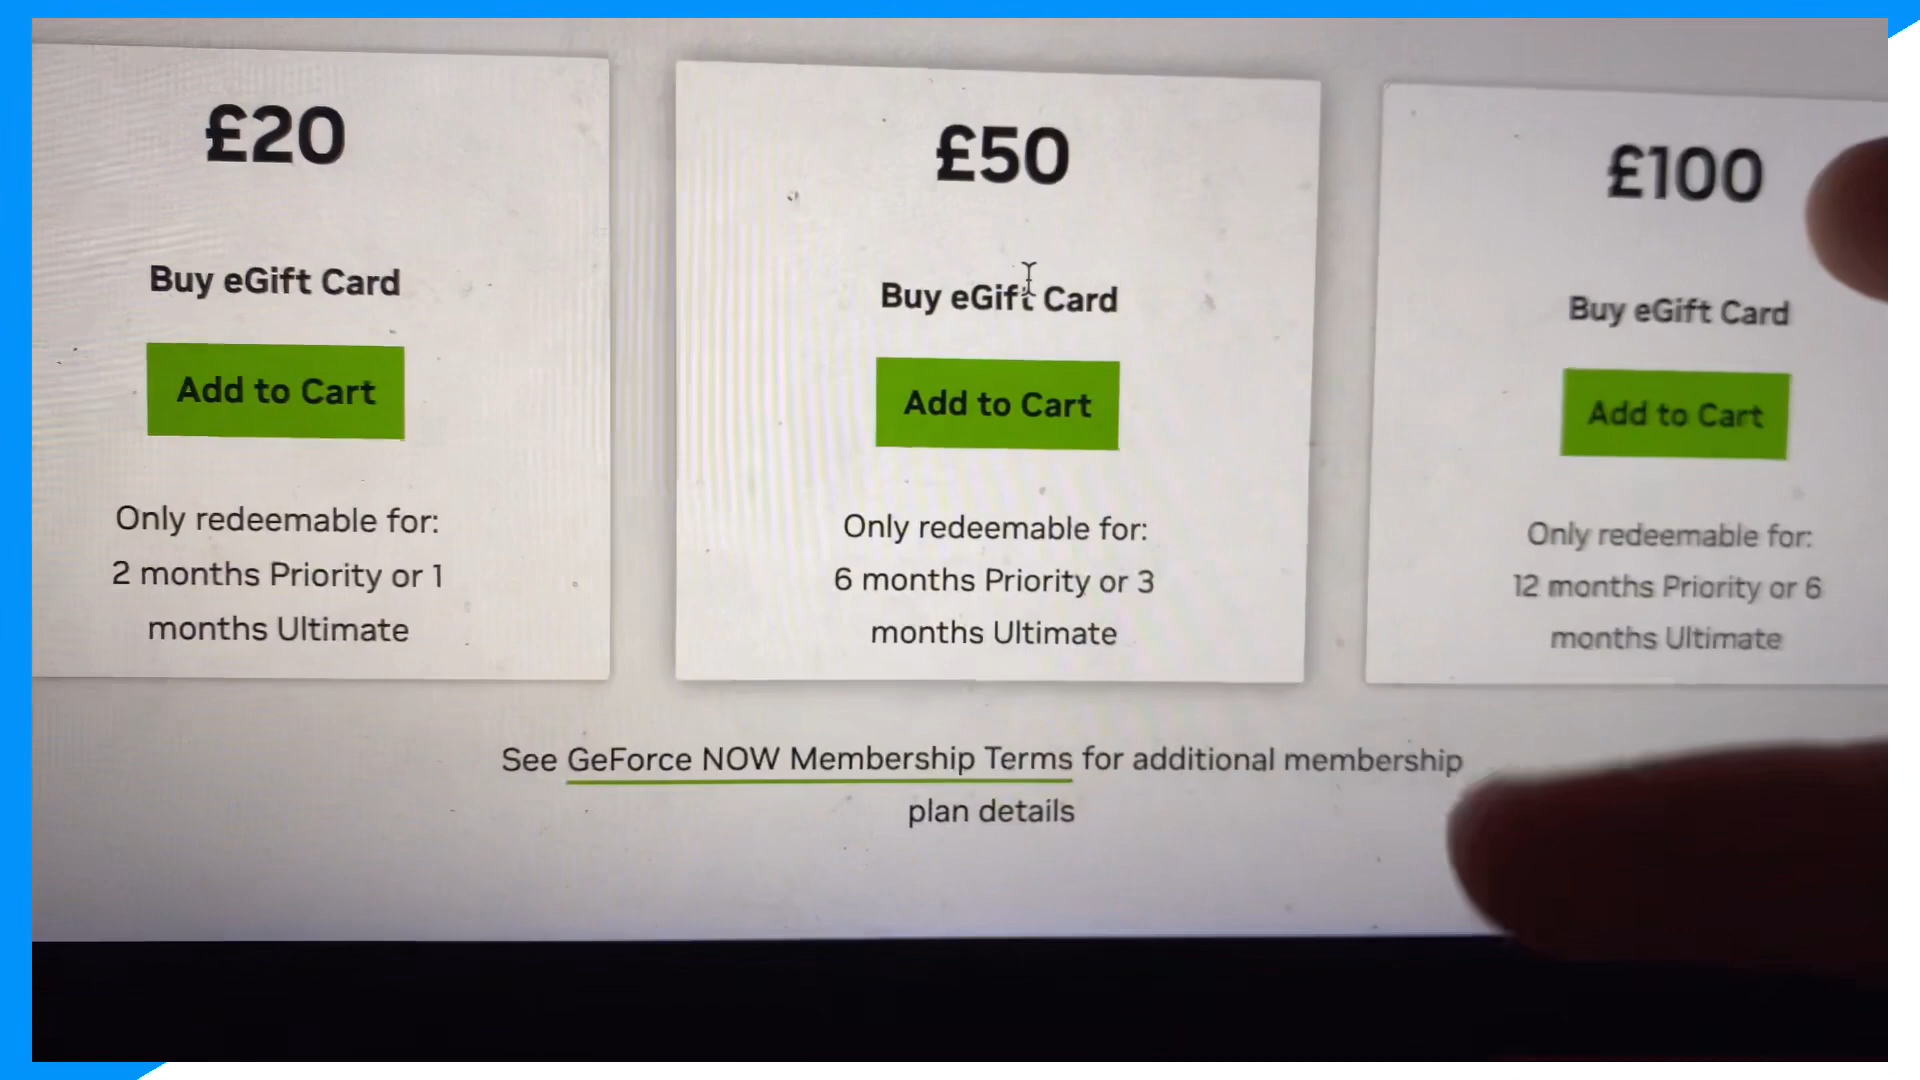 £20
Buy eGift Card
Add to Cart
Only redeemable for:
2 months Priority or 1
months Ultimate
£50
Buy eGift Card
Add to Cart
Only redeemable for:
6 months Priority or 3
months Ultimate
£100
Buy eGift Card
Add to Cart
Only redeemable for:
12 months Priority or 6
months Ultimate
See GeForce NOW Membership Terms for additional membership
plan details